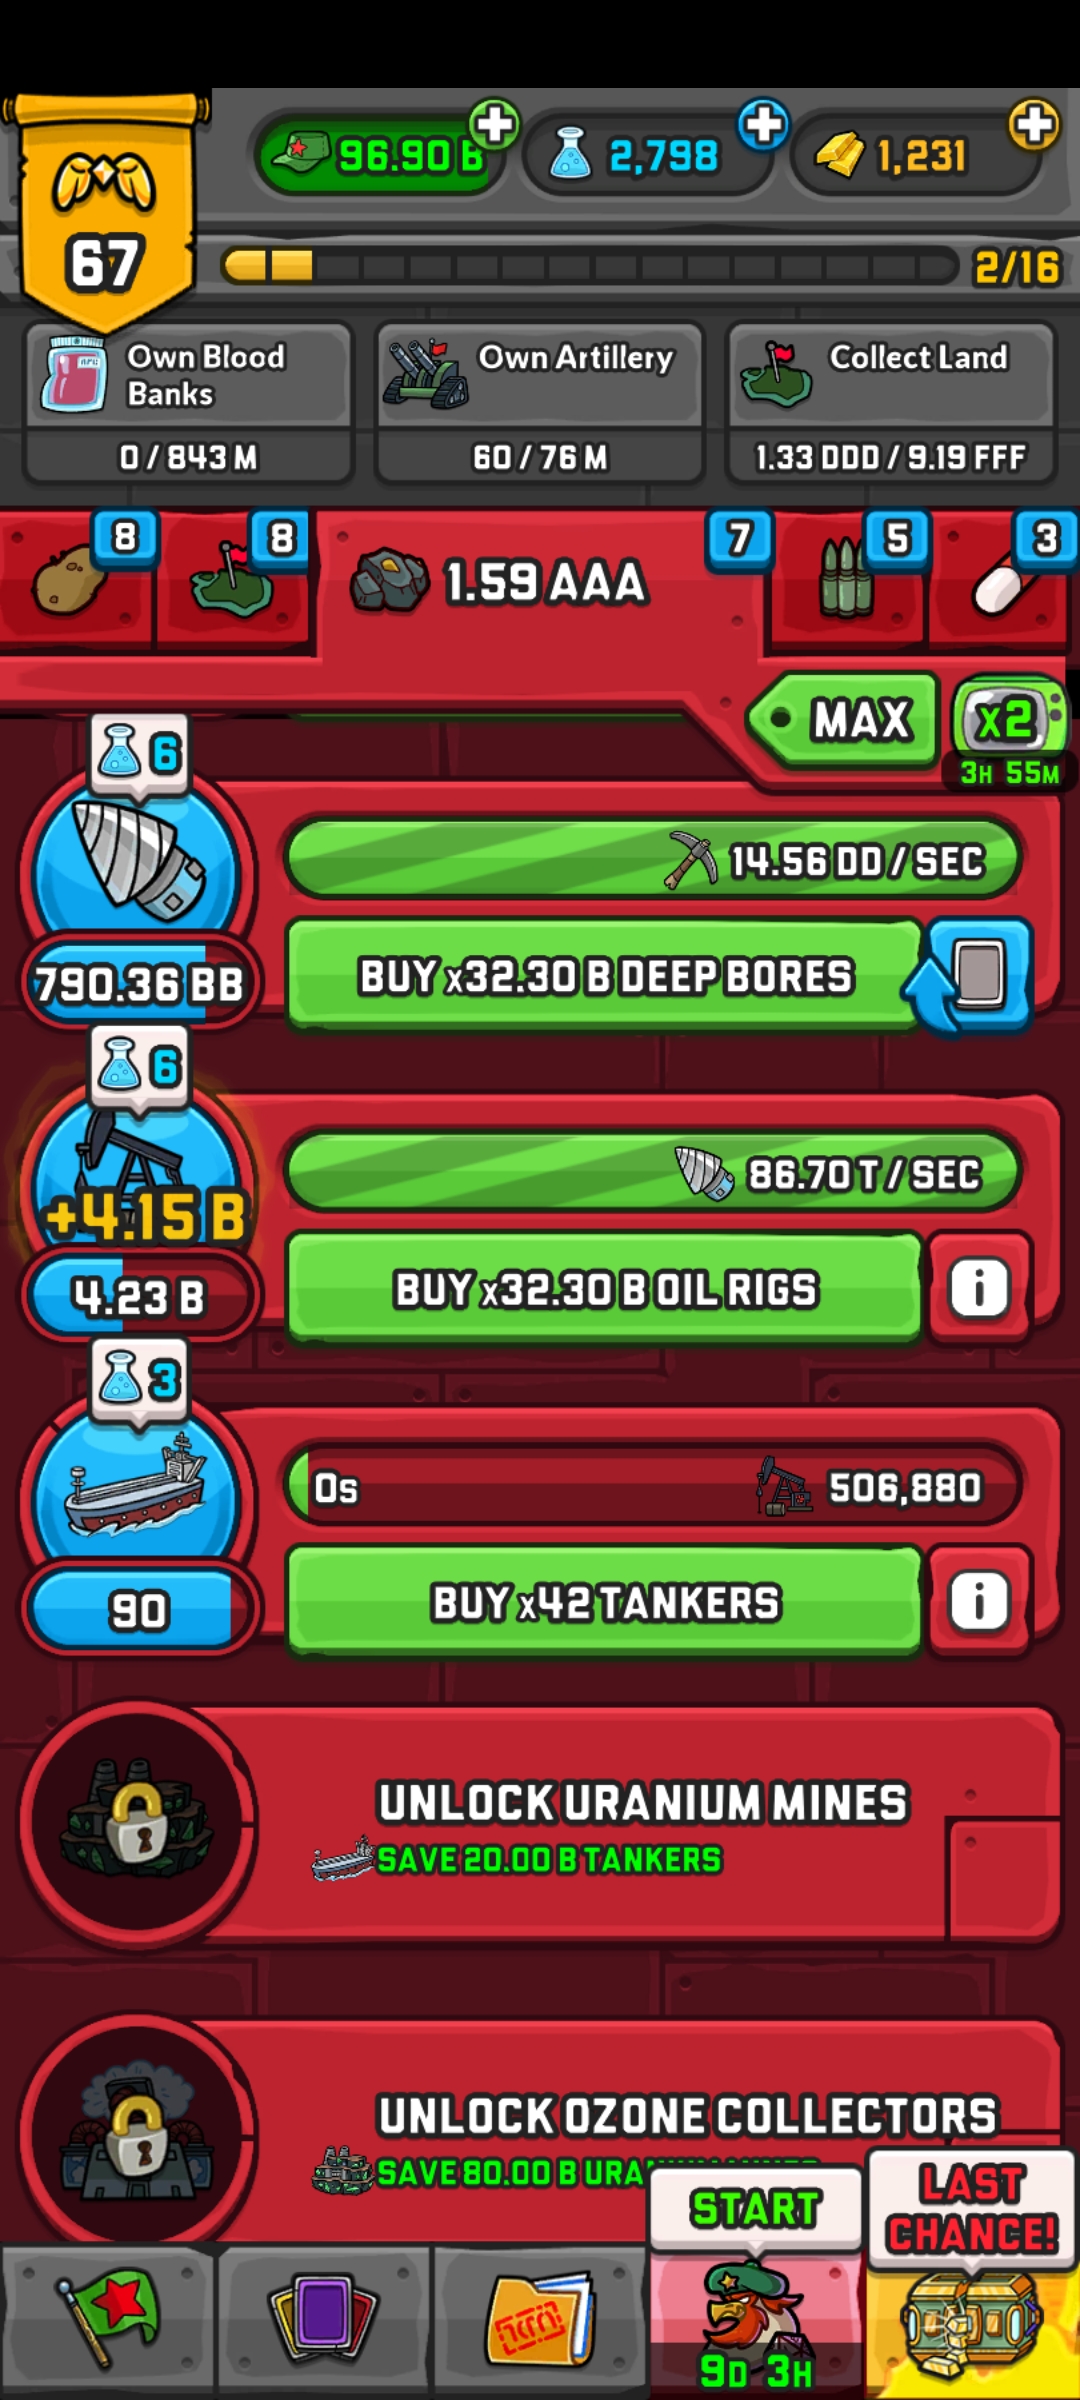 67
96.90 B
2,798
1,231
2/16
Own Blood
Banks
0 / 843 M
Own Artillery
60 / 76 M
Collect Land
1.33 DDD / 9.19 FFF
8
8
1.59 AAA
7
5
3
MAX
x2
3H 55M
6
14.56 DD / SEC
790.36 BB
BUY x32.30 B DEEP BORES
6
+4.15 B
86.70 T / SEC
4.23 B
BUY x32.30 B OIL RIGS
i
3
0s
506,880
90
BUY x42 TANKERS
i
UNLOCK URANIUM MINES
SAVE 20.00 B TANKERS
UNLOCK OZONE COLLECTORS
SAVE 80.00 B URANIUM MINES
START
LAST
CHANCE!
9D 3H